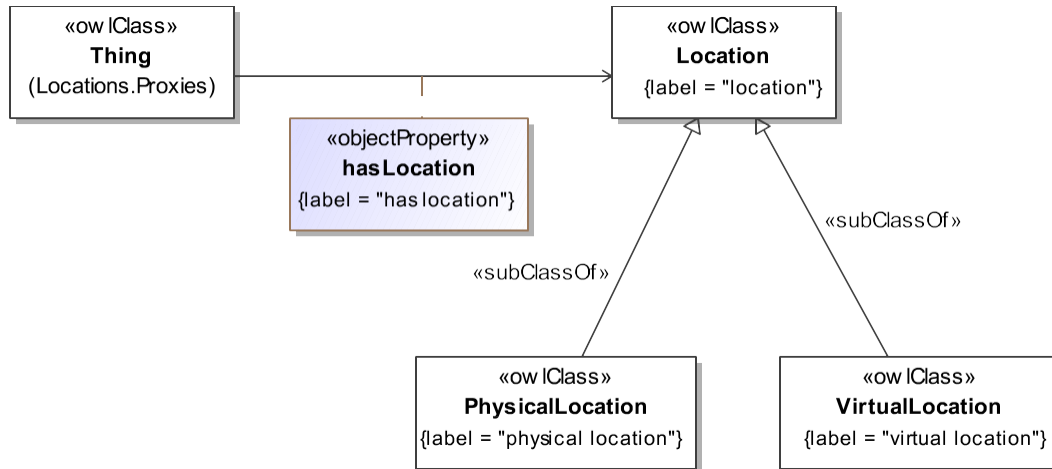 «owlClass»
Thing
(Locations.Proxies)
«owlClass»
Location
{label = "location"}
«objectProperty»
hasLocation
{label = "has location"}
«subClassOf»
«subClassOf»
«owlClass»
PhysicalLocation
{label = "physical location"}
«owlClass»
VirtualLocation
{label = "virtual location"}